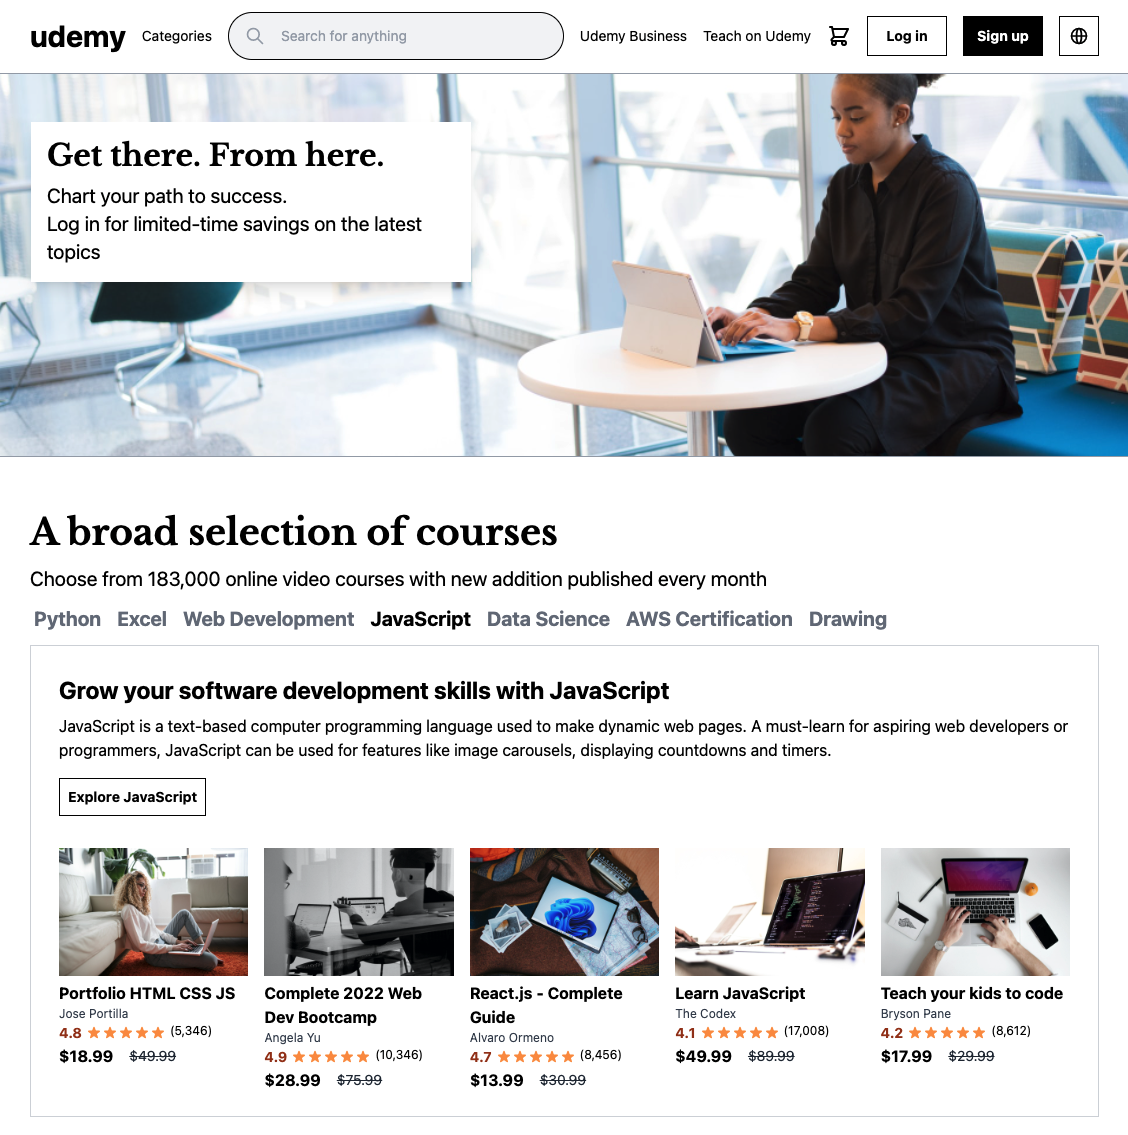 udemy Categories Search for anything Udemy Business Teach on Udemy Log in Sign up
Get there. From here.
Chart your path to success.
Log in for limited-time savings on the latest
topics
A broad selection of courses
Choose from 183,000 online video courses with new addition published every month
Python Excel Web Development JavaScript Data Science AWS Certification Drawing
Grow your software development skills with JavaScript
JavaScript is a text-based computer programming language used to make dynamic web pages. A must-learn for aspiring web developers or
programmers, JavaScript can be used for features like image carousels, displaying countdowns and timers.
Explore JavaScript
Portfolio HTML CSS JS
Jose Portilla
4.8 (5,346)
$18.99 $49.99
Complete 2022 Web
Dev Bootcamp
Angela Yu
4.9 (10,346)
$28.99 $75.99
React.js - Complete
Guide
Alvaro Ormeno
4.7 (8,456)
$13.99 $30.99
Learn JavaScript
The Codex
4.1 (17,008)
$49.99 $89.99
Teach your kids to code
Bryson Pane
4.2 (8,612)
$17.99 $29.99